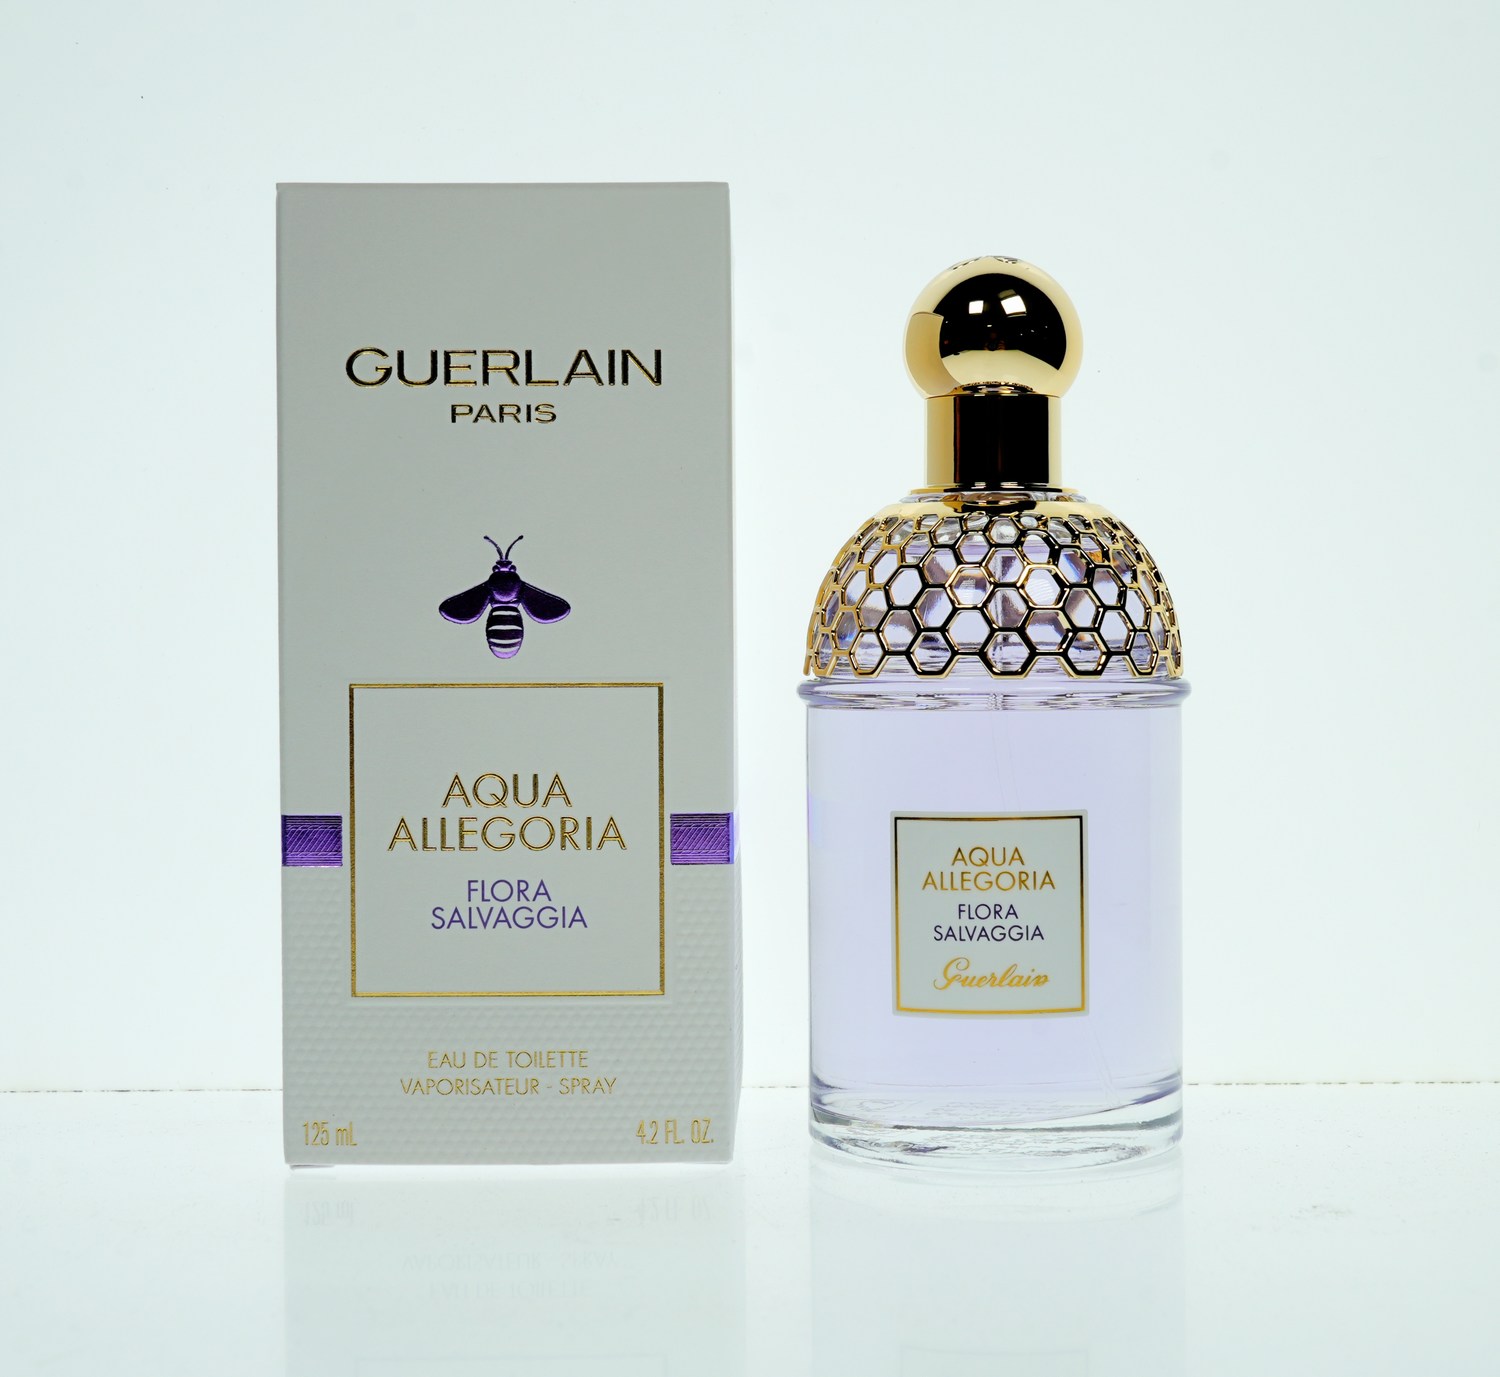 GUERLAIN
PARIS
AQUA
ALLEGORIA
FLORA
SALVAGGIA
EAU DE TOILETTE
VAPORISATEUR - SPRAY
125 mL
4.2 FL. OZ.
AQUA
ALLEGORIA
FLORA
SALVAGGIA
Guerlain